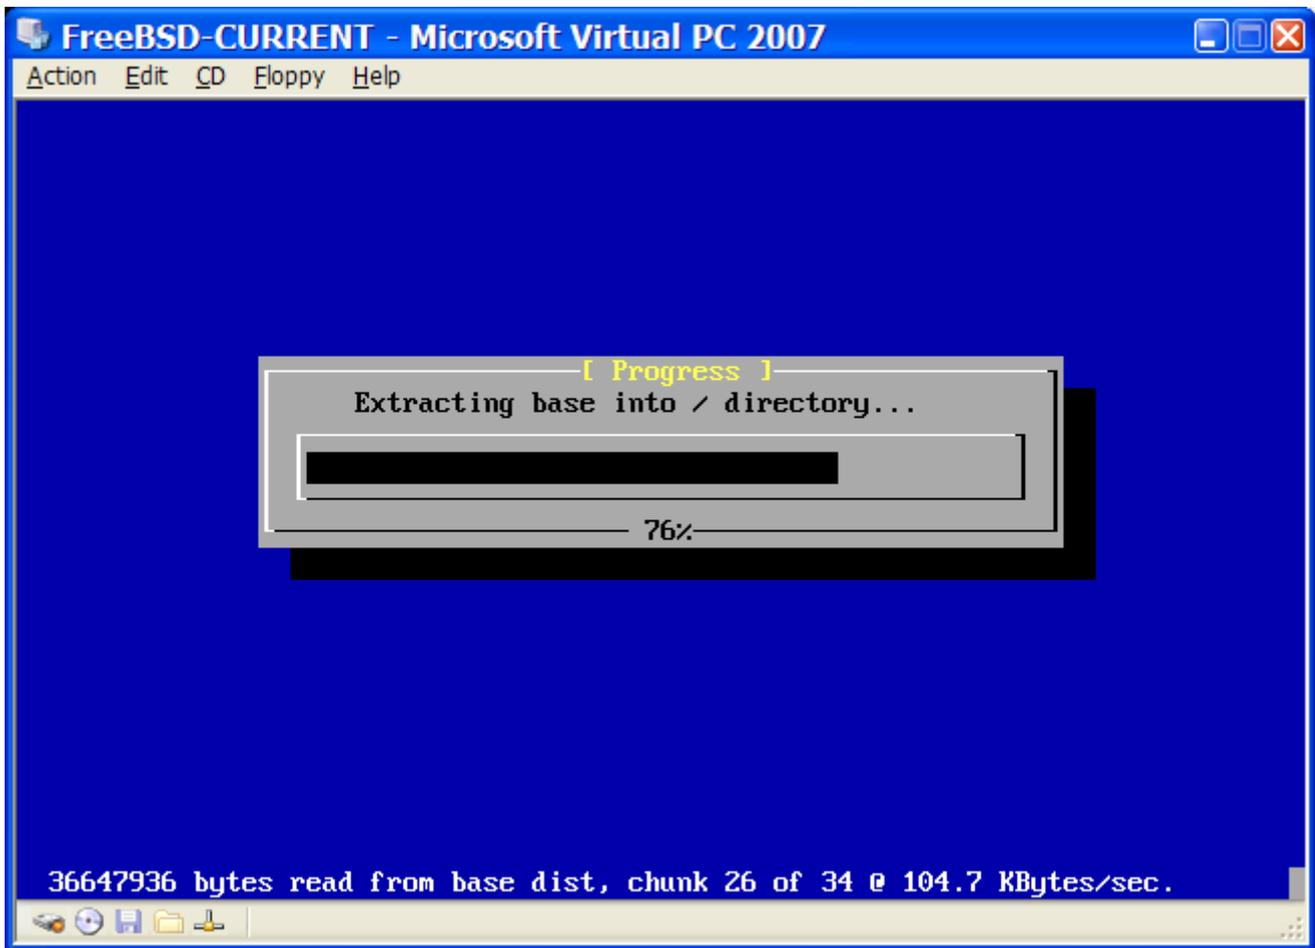 FreeBSD-CURRENT - Microsoft Virtual PC 2007
Action Edit CD Floppy Help
[ Progress ]
Extracting base into / directory...
76%
36647936 bytes read from base dist, chunk 26 of 34 @ 104.7 KBytes/sec.